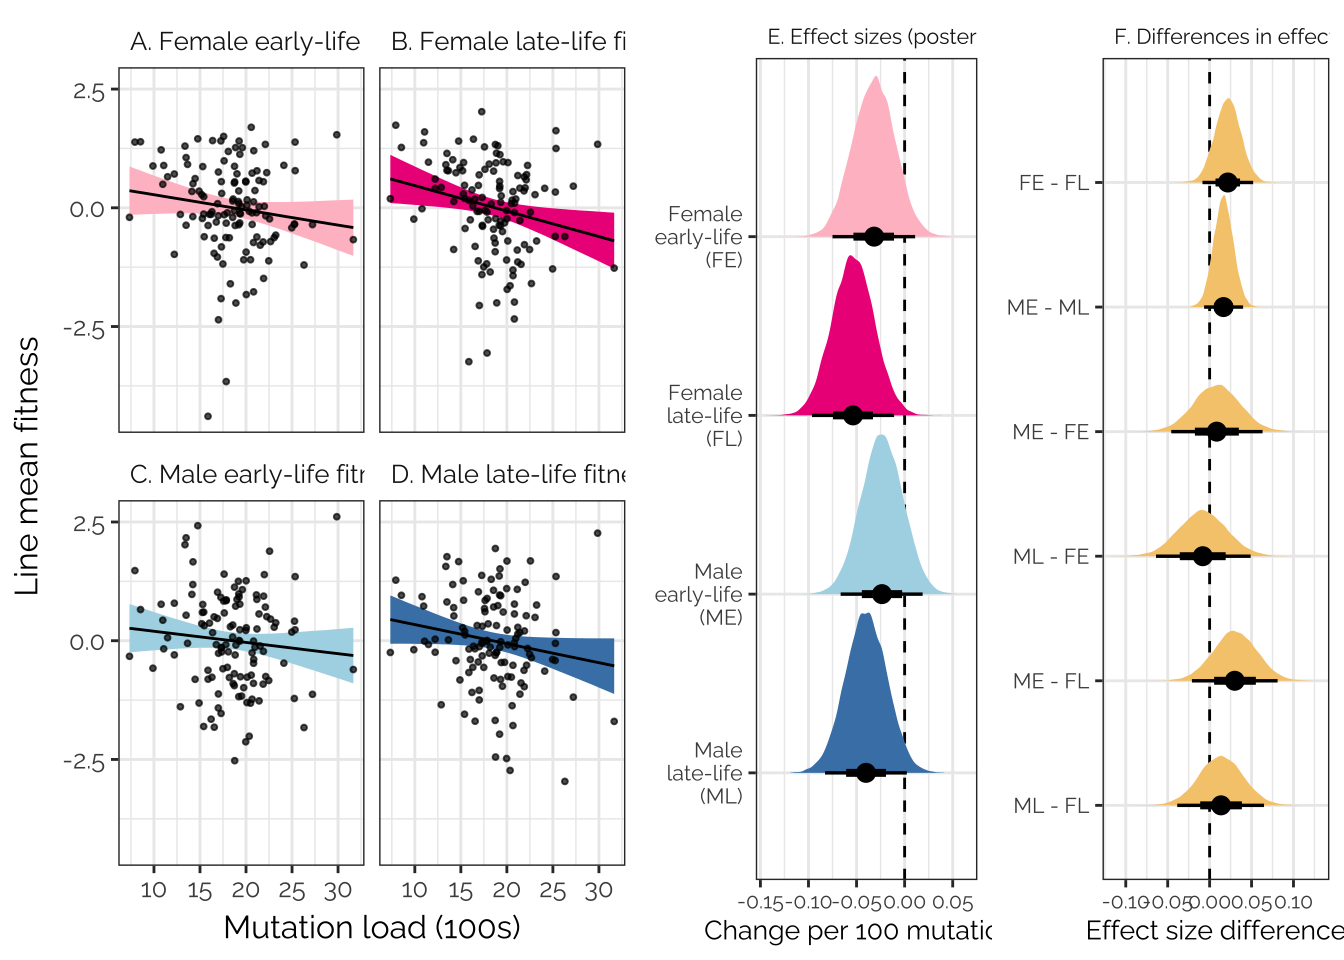 A. Female early-life
B. Female late-life fi
E. Effect sizes (poster
F. Differences in effec
2.5
0.0
-2.5
C. Male early-life fitr
D. Male late-life fitne
2.5
0.0
-2.5
10 15 20 25 30
10 15 20 25 30
Line mean fitness
Mutation load (100s)
Female
early-life
(FE)
Female
late-life
(FL)
Male
early-life
(ME)
Male
late-life
(ML)
-0.15 -0.10 -0.05 0.00 0.05
Change per 100 mutatic
FE - FL
ME - ML
ME - FE
ML - FE
ME - FL
ML - FL
-0.10 -0.05 0.00 0.05 0.10
Effect size difference